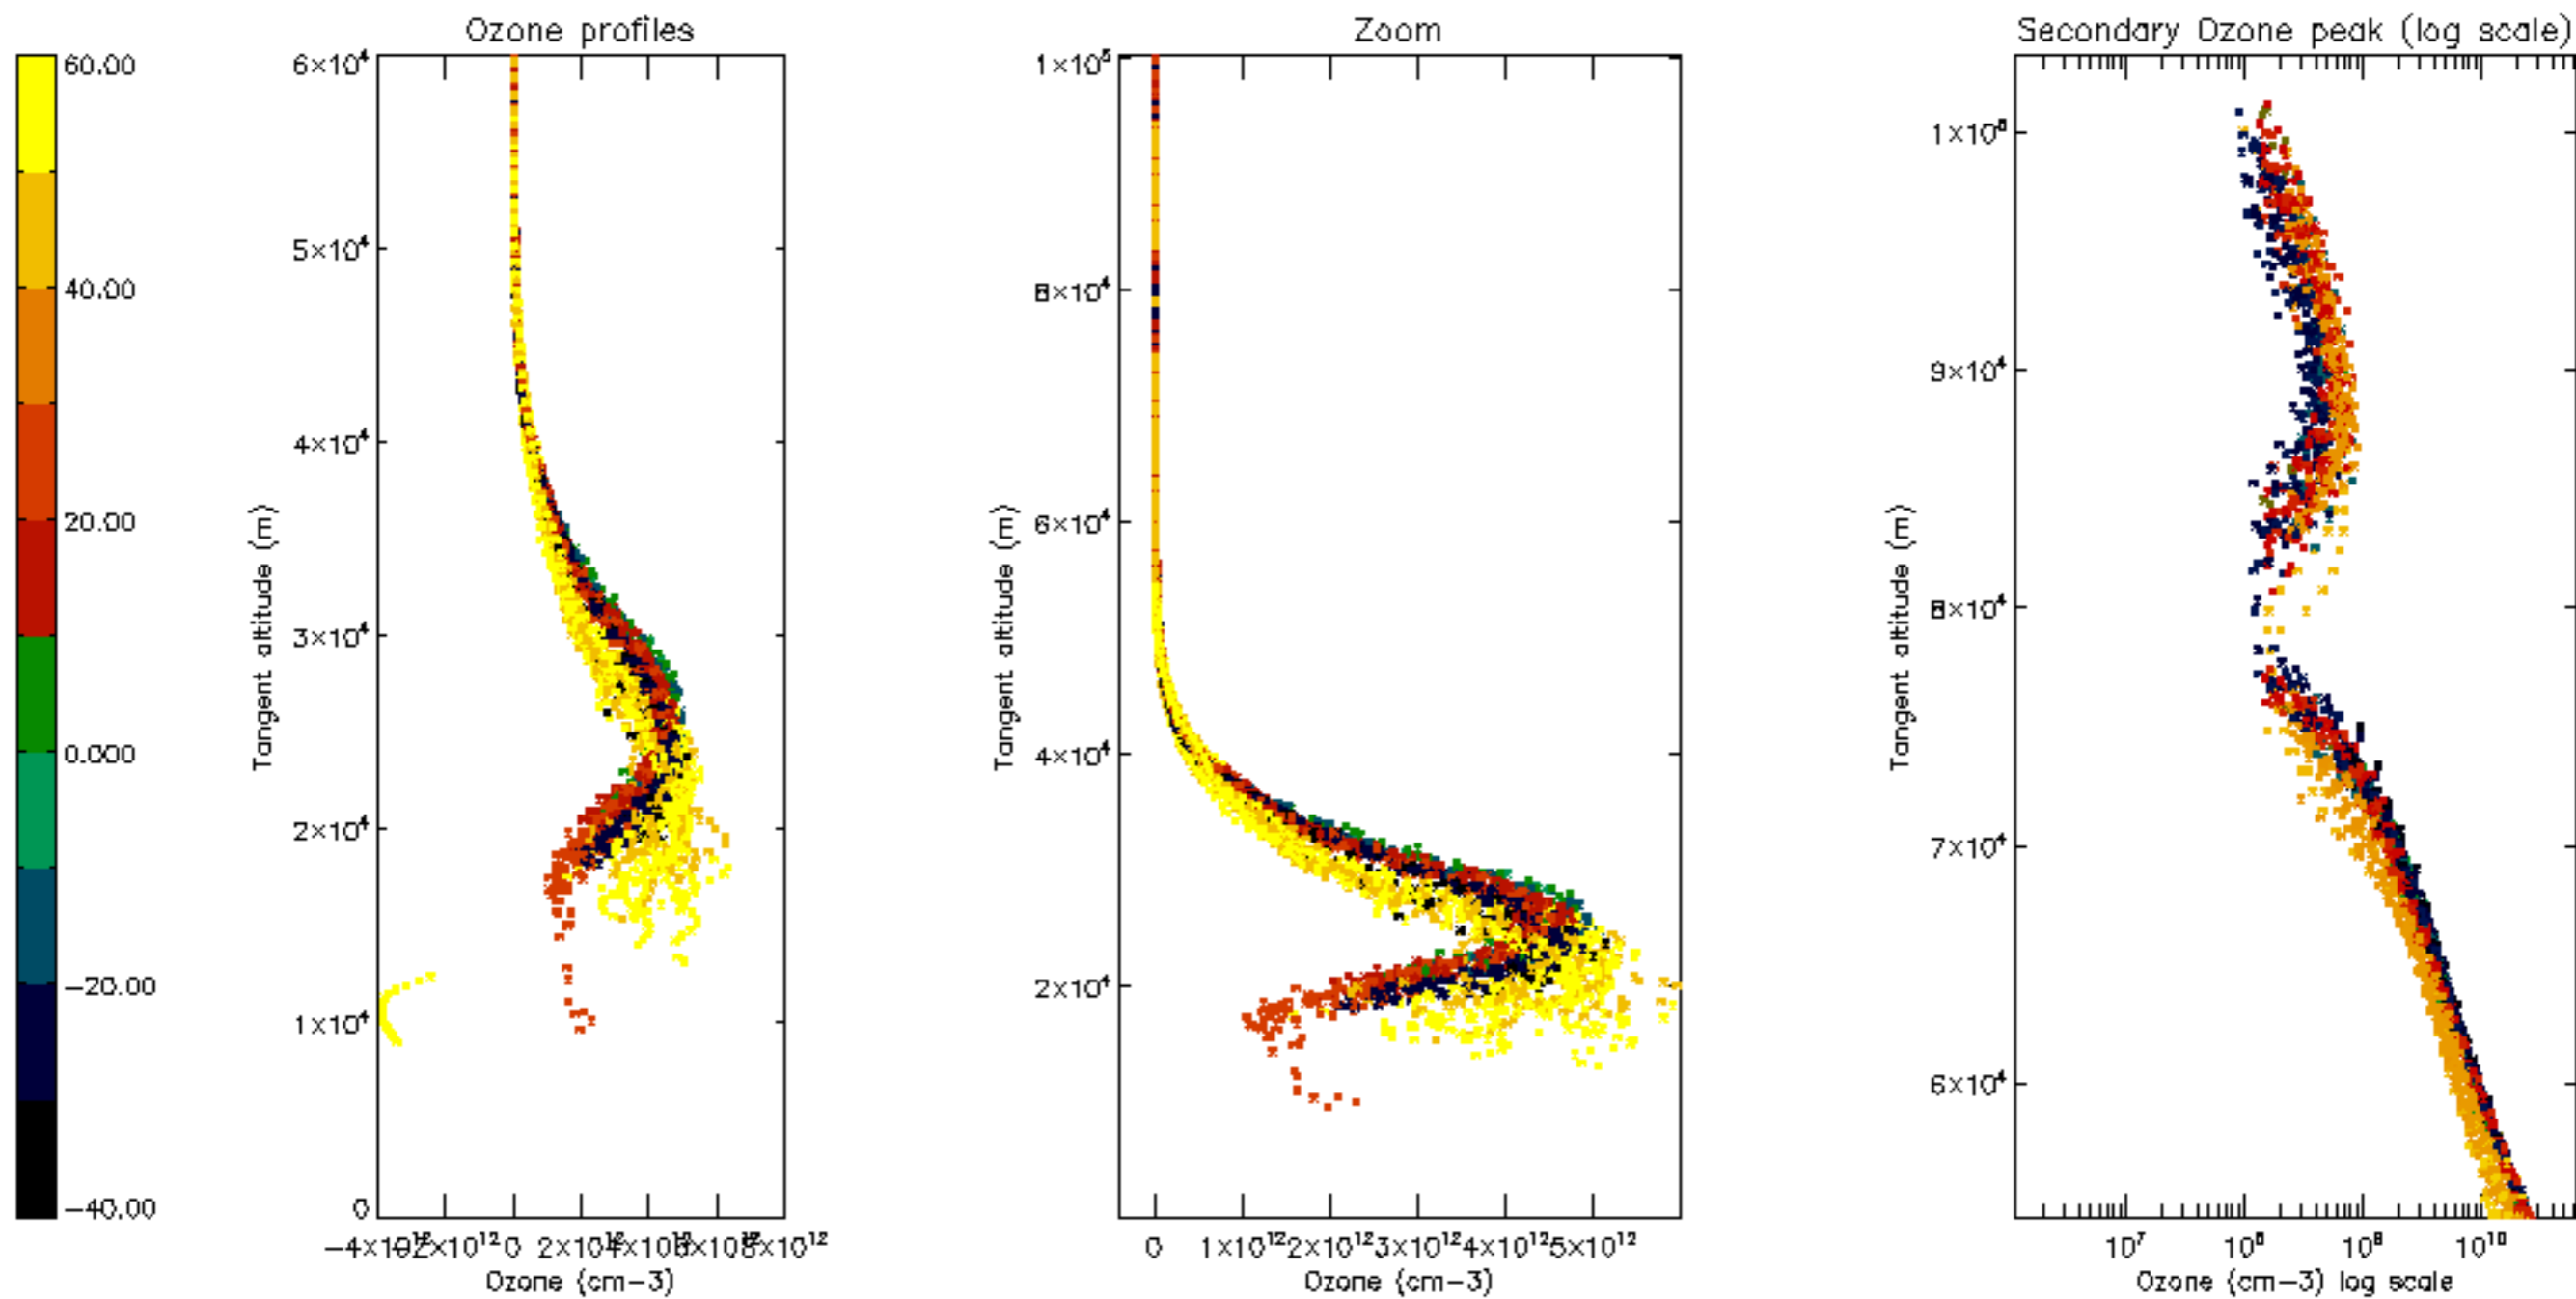 Ozone profiles
Zoom
Secondary Ozone peak (log scale)
60.00
40.00
20.00
0.000
-20.00
-40.00
6×10⁴
5×10⁴
4×10⁴
3×10⁴
2×10⁴
1×10⁴
0
Tangent altitude (m)
0
Ozone (cm-3)
1×10⁵
8×10⁴
6×10⁴
4×10⁴
2×10⁴
Tangent altitude (m)
0 1×10¹² 2×10¹² 3×10¹² 4×10¹² 5×10¹²
Ozone (cm-3)
9×10⁴
8×10⁴
7×10⁴
6×10⁴
Tangent altitude (m)
10⁷ 10⁸ 10⁹ 10¹⁰
Ozone (cm-3) log scale